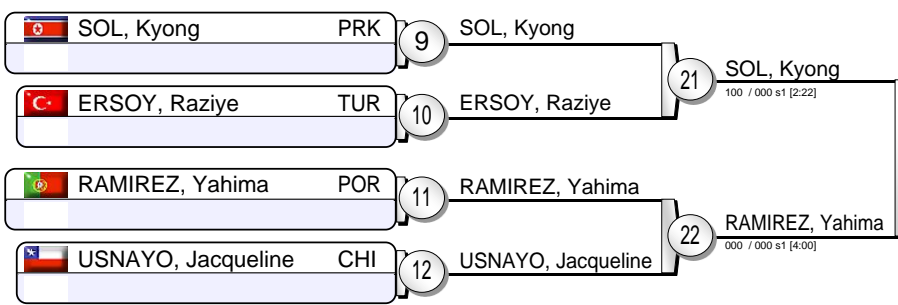 SOL, Kyong PRK
9
SOL, Kyong
ERSOY, Raziye TUR
10
ERSOY, Raziye
21
SOL, Kyong
100 / 000 s1 [2:22]
RAMIREZ, Yahima POR
11
RAMIREZ, Yahima
USNAYO, Jacqueline CHI
12
USNAYO, Jacqueline
22
RAMIREZ, Yahima
000 / 000 s1 [4:00]